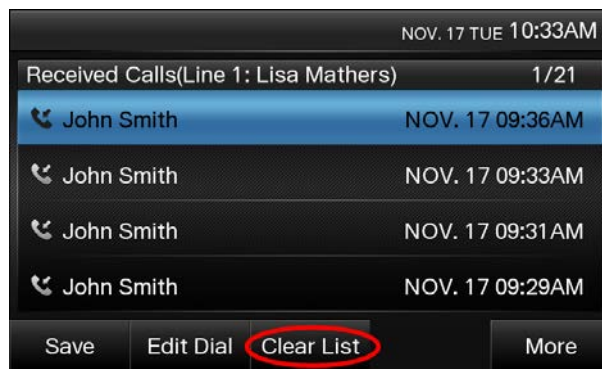 NOV. 17 TUE 10:33AM
Received Calls(Line 1: Lisa Mathers) 1/21
John Smith NOV. 17 09:36AM
John Smith NOV. 17 09:33AM
John Smith NOV. 17 09:31AM
John Smith NOV. 17 09:29AM
Save Edit Dial Clear List More